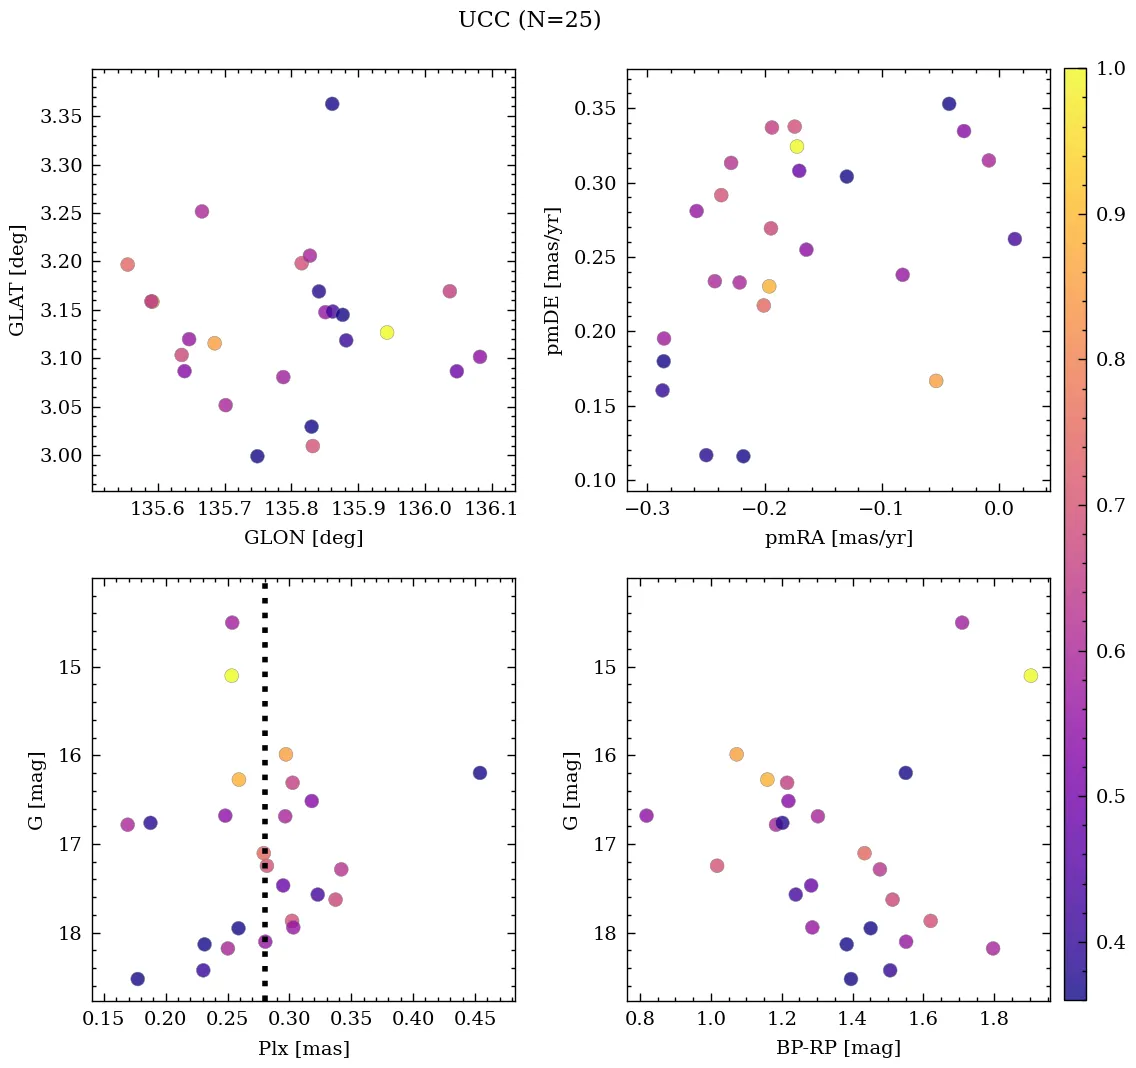 UCC (N=25)
3.35
3.30
3.25
3.20
3.15
3.10
3.05
3.00
GLAT [deg]
135.6 135.7 135.8 135.9 136.0 136.1
GLON [deg]
0.35
0.30
0.25
0.20
0.15
0.10
pmDE [mas/yr]
−0.3 −0.2 −0.1 0.0
pmRA [mas/yr]
15
16
17
18
G [mag]
0.15 0.20 0.25 0.30 0.35 0.40 0.45
Plx [mas]
15
16
17
18
G [mag]
0.8 1.0 1.2 1.4 1.6 1.8
BP-RP [mag]
1.0
0.9
0.8
0.7
0.6
0.5
0.4